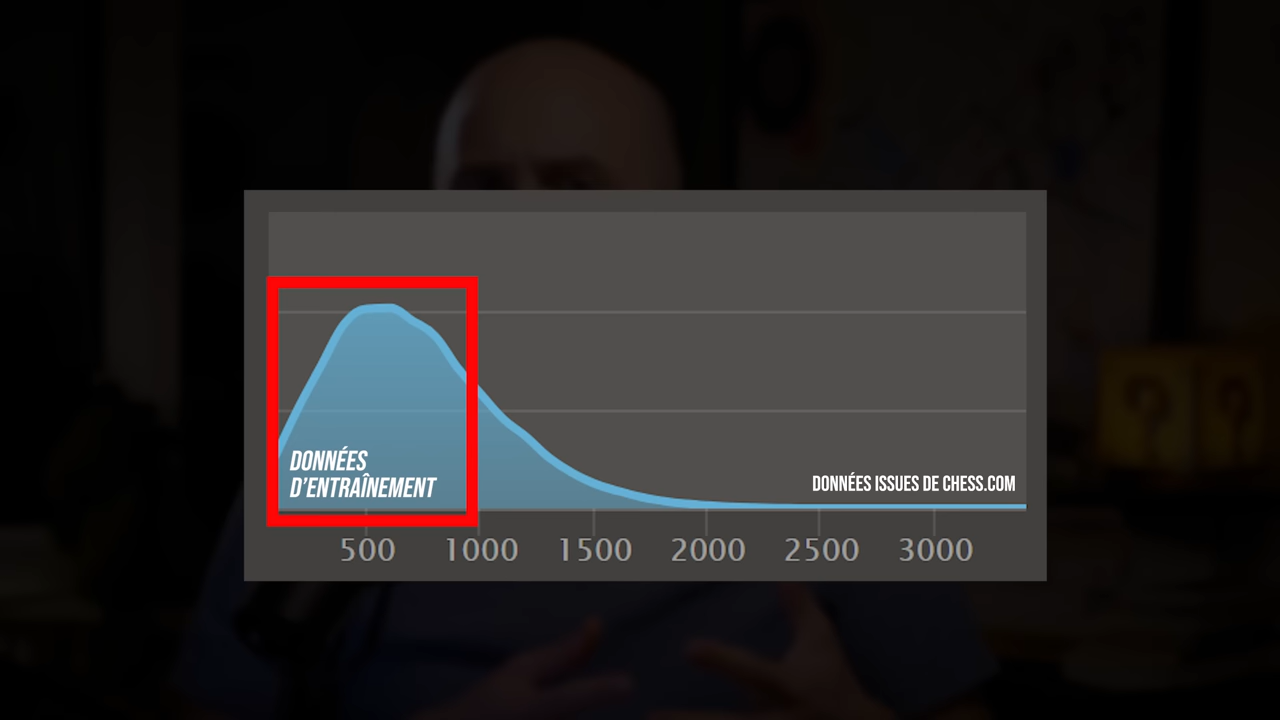 DONNÉES
D'ENTRAÎNEMENT
DONNÉES ISSUES DE CHESS.COM
500 1000 1500 2000 2500 3000
? ?